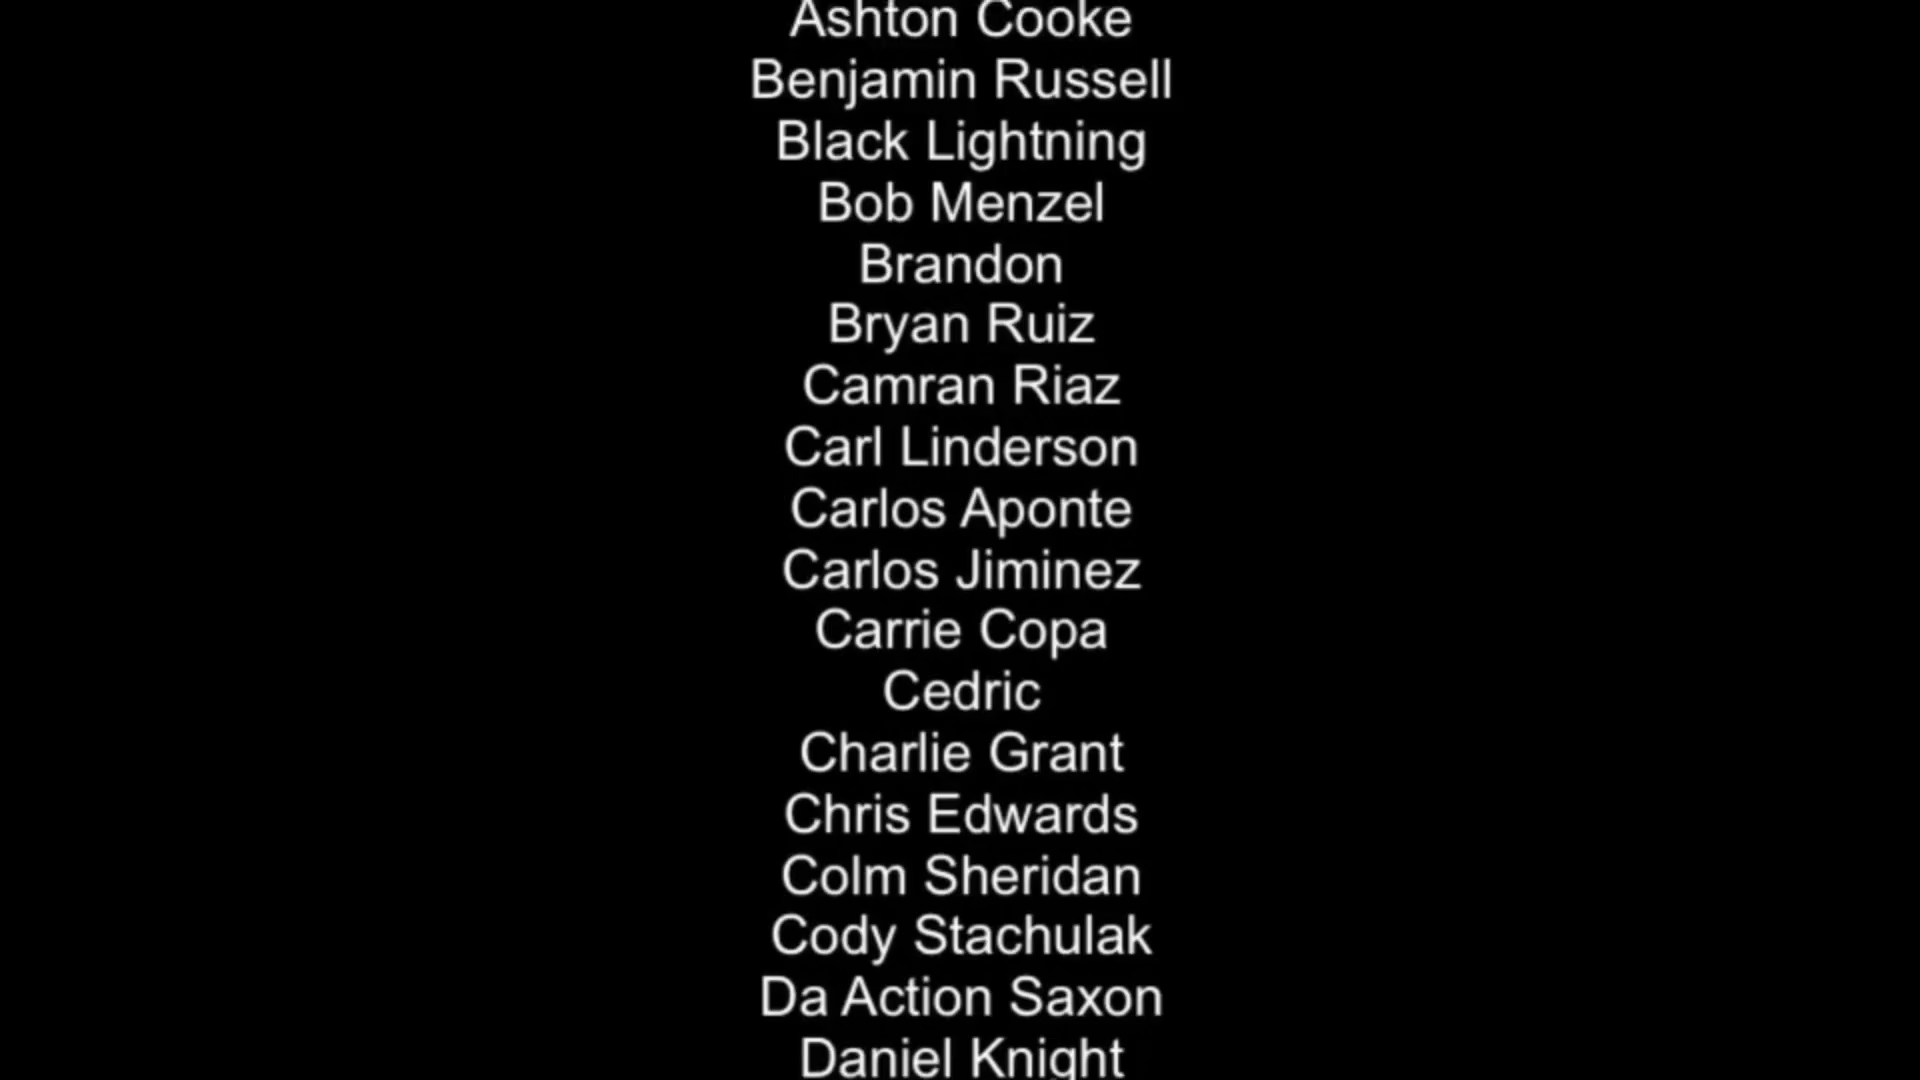 Ashton Cooke
Benjamin Russell
Black Lightning
Bob Menzel
Brandon
Bryan Ruiz
Camran Riaz
Carl Linderson
Carlos Aponte
Carlos Jiminez
Carrie Copa
Cedric
Charlie Grant
Chris Edwards
Colm Sheridan
Cody Stachulak
Da Action Saxon
Daniel Knight